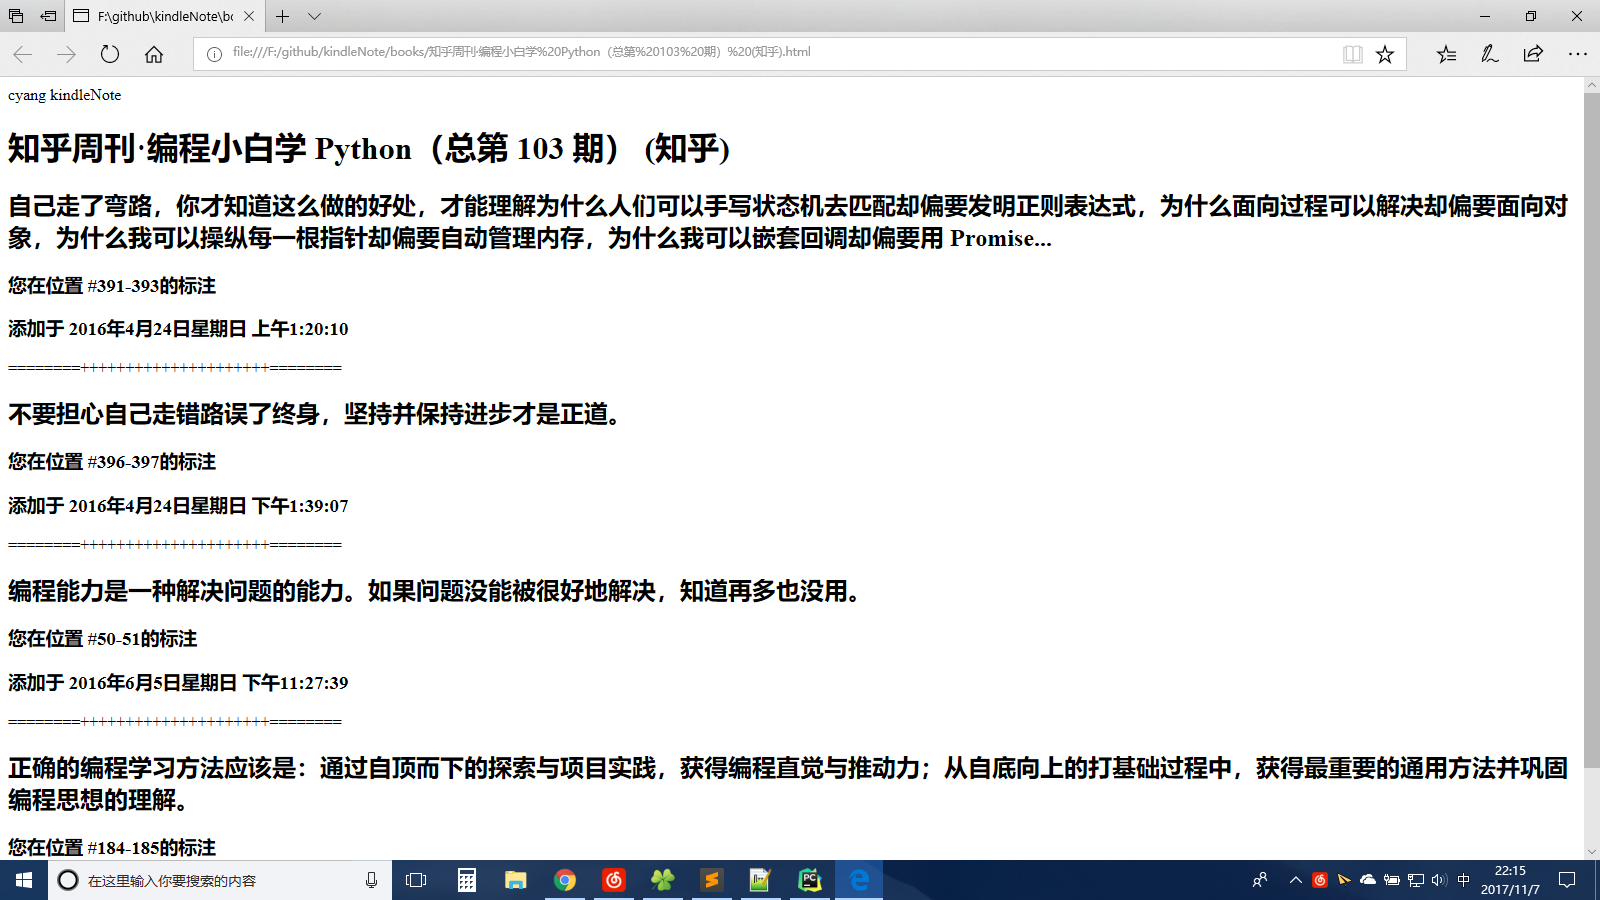 F:\github\kindleNote\bo
file:///F:/github/kindleNote/books/知乎周刊·编程小白学%20Python（总第%20103%20期）%20(知乎).html
cyang kindleNote
知乎周刊·编程小白学 Python（总第 103 期） (知乎)
自己走了弯路，你才知道这么做的好处，才能理解为什么人们可以手写状态机去匹配却偏要发明正则表达式，为什么面向过程可以解决却偏要面向对
象，为什么我可以操纵每一根指针却偏要自动管理内存，为什么我可以嵌套回调却偏要用 Promise...
您在位置 #391-393的标注
添加于 2016年4月24日星期日 上午1:20:10
========+++++++++++++++++++++========
不要担心自己走错路误了终身，坚持并保持进步才是正道。
您在位置 #396-397的标注
添加于 2016年4月24日星期日 下午1:39:07
========+++++++++++++++++++++========
编程能力是一种解决问题的能力。如果问题没能被很好地解决，知道再多也没用。
您在位置 #50-51的标注
添加于 2016年6月5日星期日 下午11:27:39
========+++++++++++++++++++++========
正确的编程学习方法应该是：通过自顶而下的探索与项目实践，获得编程直觉与推动力；从自底向上的打基础过程中，获得最重要的通用方法并巩固
编程思想的理解。
您在位置 #184-185的标注
在这里输入你要搜索的内容
PC
中
22:15
2017/11/7